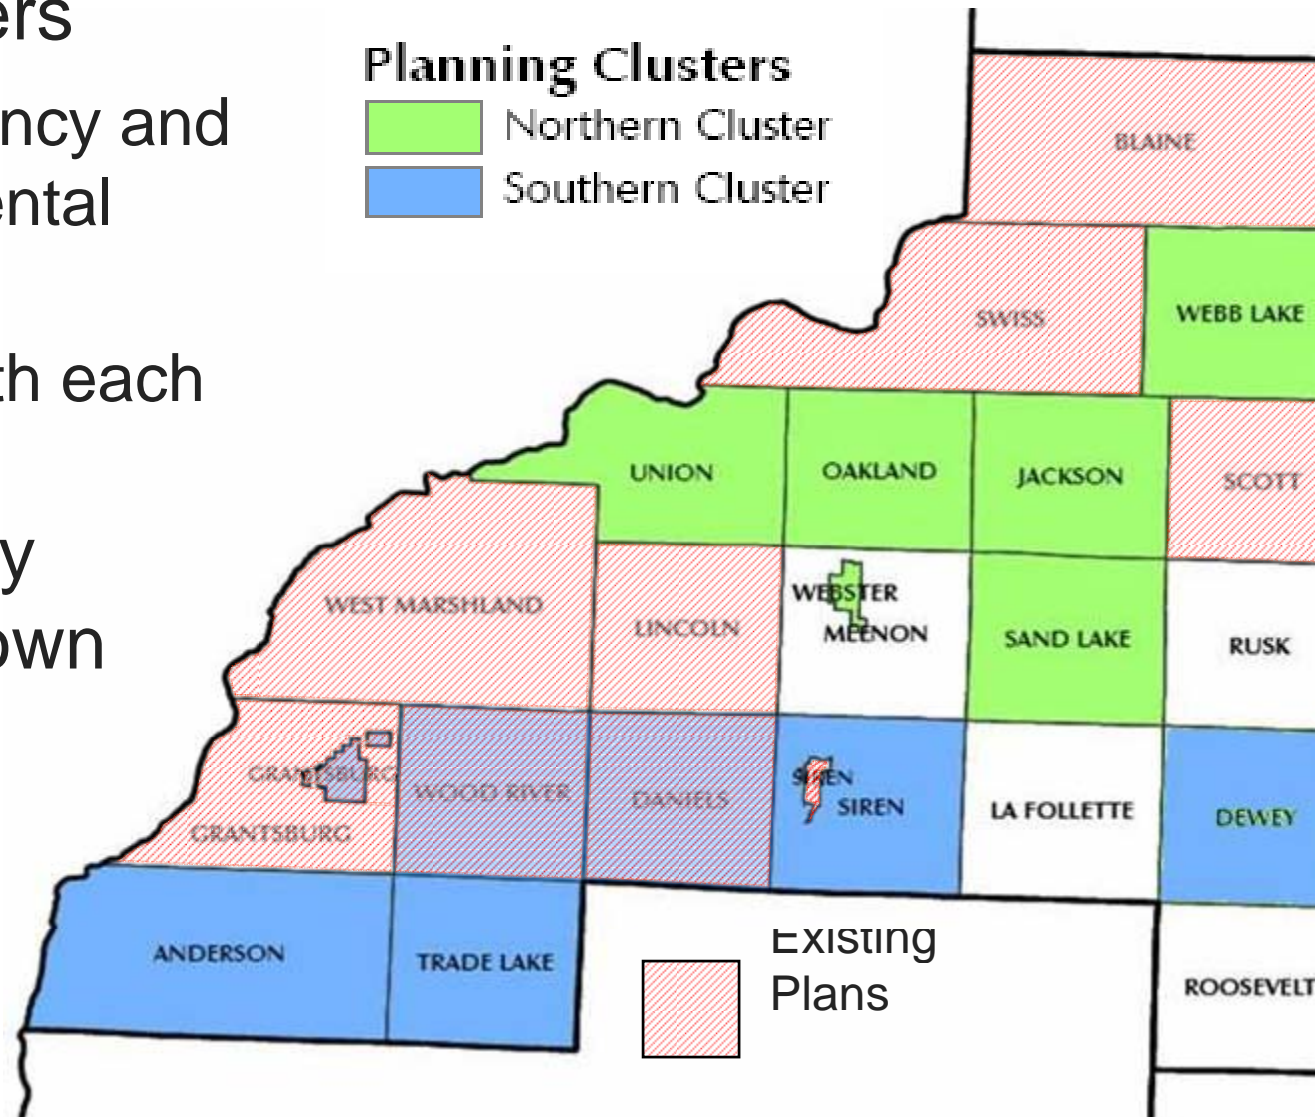 ers
ncy and
ental
th each
y
own
Planning Clusters
Northern Cluster
Southern Cluster
BLAINE
SWISS
WEBB LAKE
UNION
OAKLAND
JACKSON
SCOTT
WEST MARSHLAND
LINCOLN
WEBSTER
MEENON
SAND LAKE
RUSK
GRANTSBURG
GRANTSBURG
WOOD RIVER
DANIELS
SIREN
SIREN
LA FOLLETTE
DEWEY
ANDERSON
TRADE LAKE
Existing
Plans
ROOSEVELT